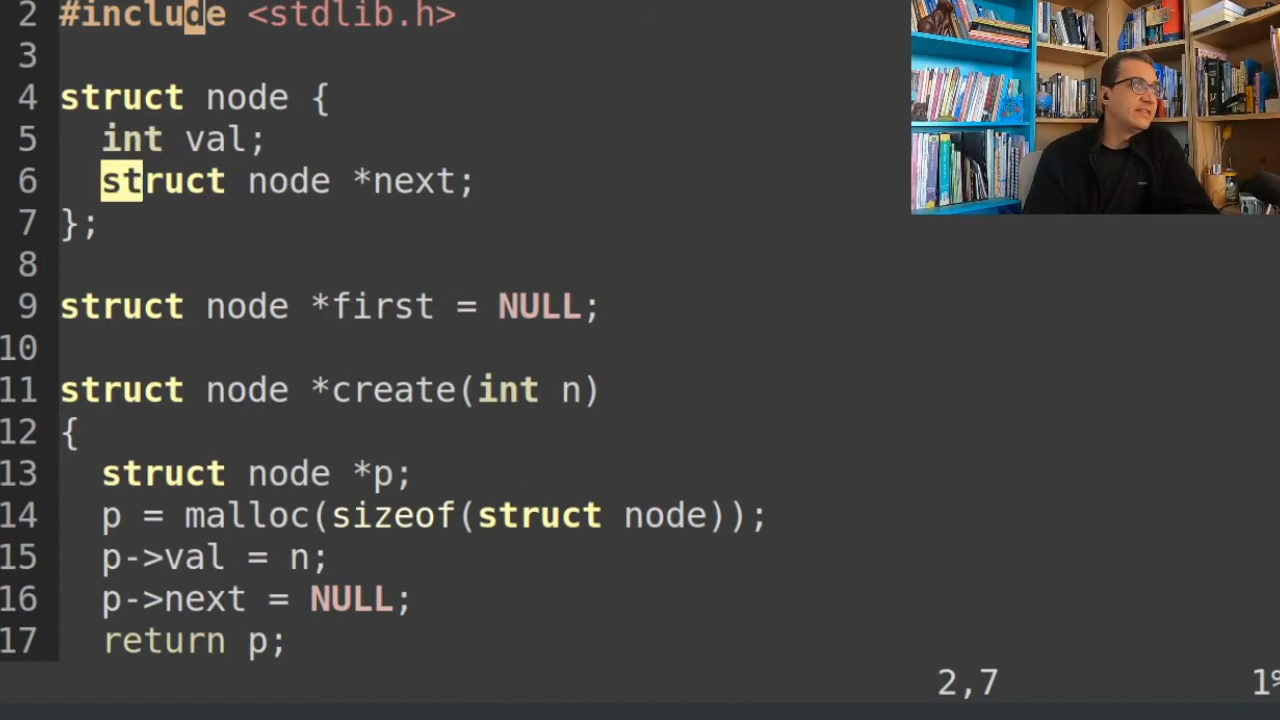 2 #include <stdlib.h>
3
4 struct node {
5   int val;
6   struct node *next;
7 };
8
9 struct node *first = NULL;
10
11 struct node *create(int n)
12 {
13   struct node *p;
14   p = malloc(sizeof(struct node));
15   p->val = n;
16   p->next = NULL;
17   return p;
2,7 1%